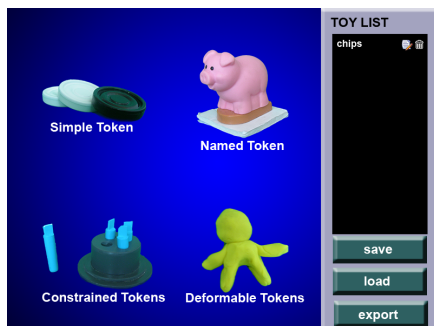 TOY LIST
chips
Simple Token
Named Token
save
load
Constrained Tokens
Deformable Tokens
export